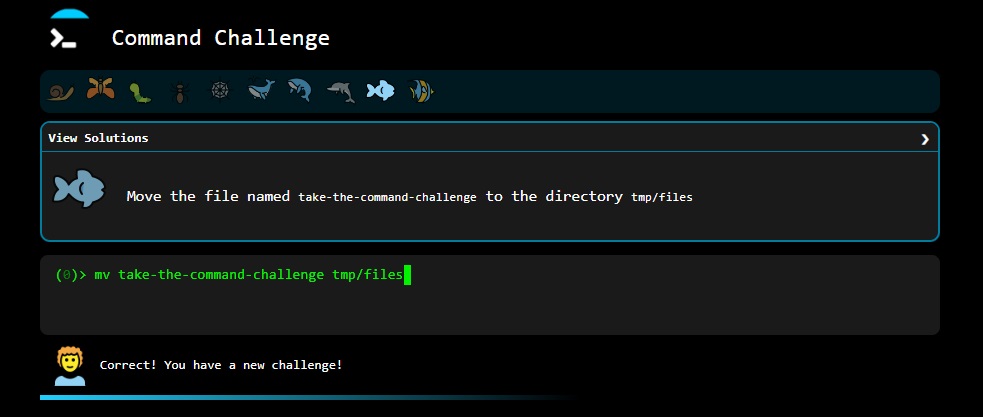 Command Challenge
View Solutions
Move the file named take-the-command-challenge to the directory tmp/files
(0)> mv take-the-command-challenge tmp/files
Correct! You have a new challenge!